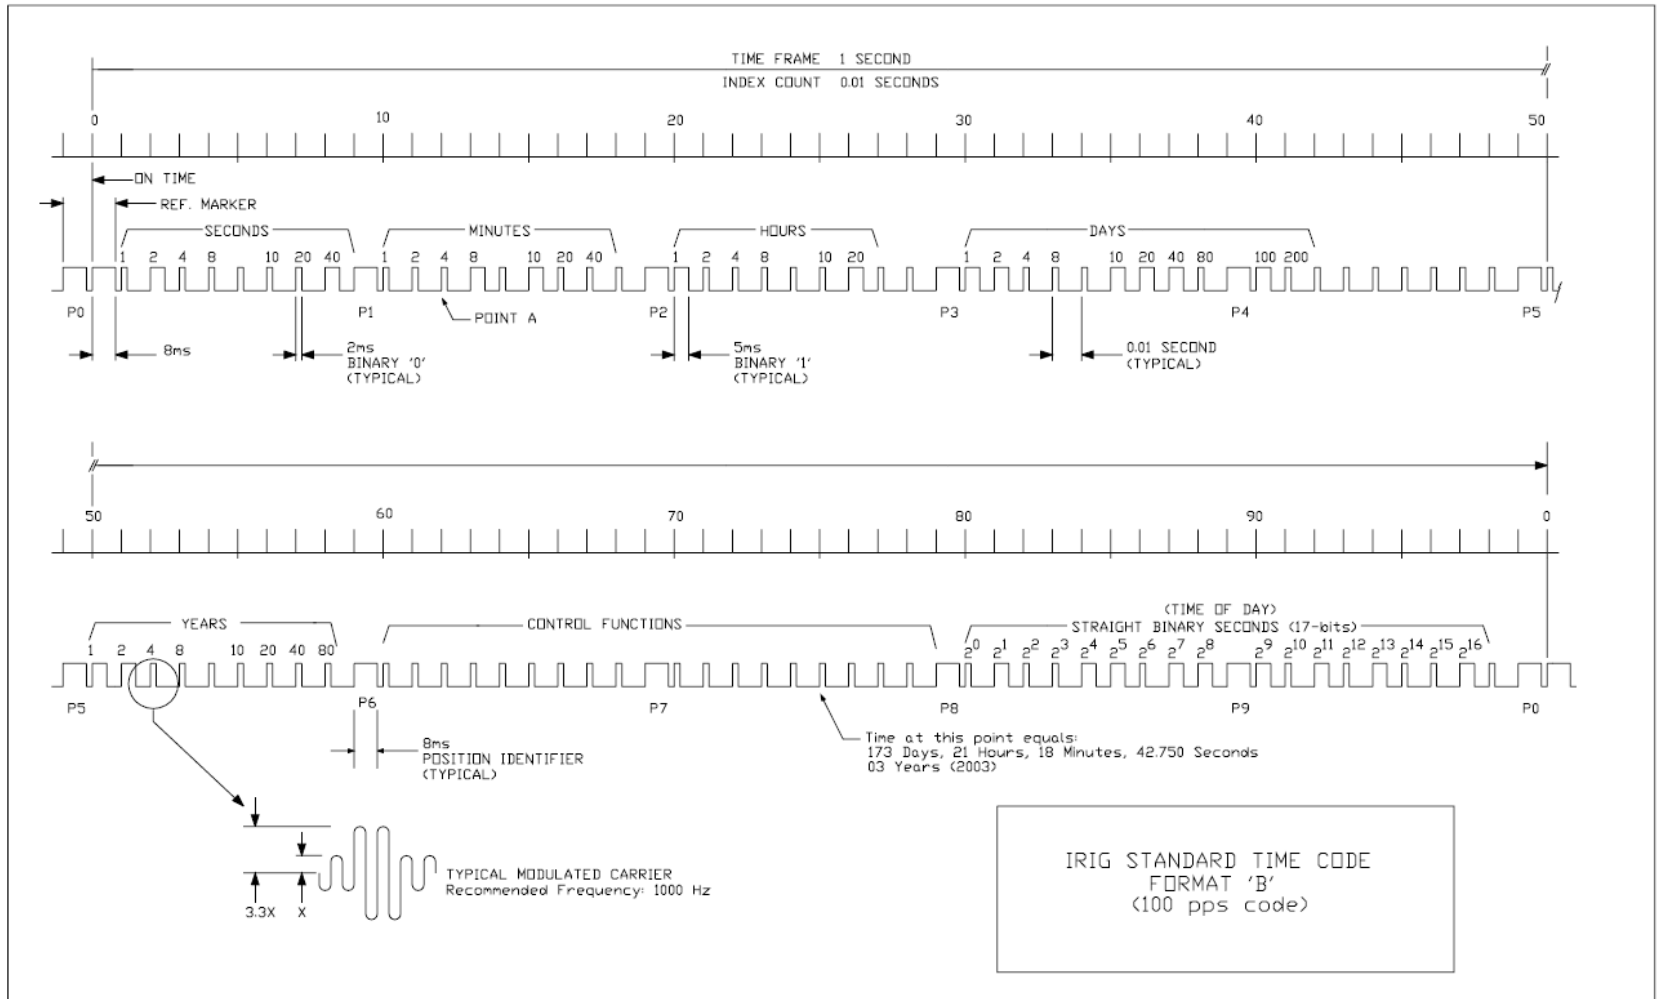 TIME FRAME 1 SECOND
INDEX COUNT 0.01 SECONDS
0 10 20 30 40 50
ON TIME
REF. MARKER
SECONDS MINUTES HOURS DAYS
1 2 4 8 10 20 40 1 2 4 8 10 20 40 1 2 4 8 10 20 1 2 4 8 10 20 40 80 100 200
P0 P1 P2 P3 P4 P5
POINT A
8ms
2ms
BINARY '0'
(TYPICAL)
5ms
BINARY '1'
(TYPICAL)
0.01 SECOND
(TYPICAL)
50 60 70 80 90 0
YEARS CONTROL FUNCTIONS
(TIME OF DAY)
STRAIGHT BINARY SECONDS (17-bits)
1 2 4 8 10 20 40 80 2^0 2^1 2^2 2^3 2^4 2^5 2^6 2^7 2^8 2^9 2^10 2^11 2^12 2^13 2^14 2^15 2^16
P5 P6 P7 P8 P9 P0
8ms
POSITION IDENTIFIER
(TYPICAL)
Time at this point equals:
173 Days, 21 Hours, 18 Minutes, 42.750 Seconds
03 Years (2003)
TYPICAL MODULATED CARRIER
Recommended Frequency: 1000 Hz
3.3X X
IRIG STANDARD TIME CODE
FORMAT 'B'
(100 pps code)